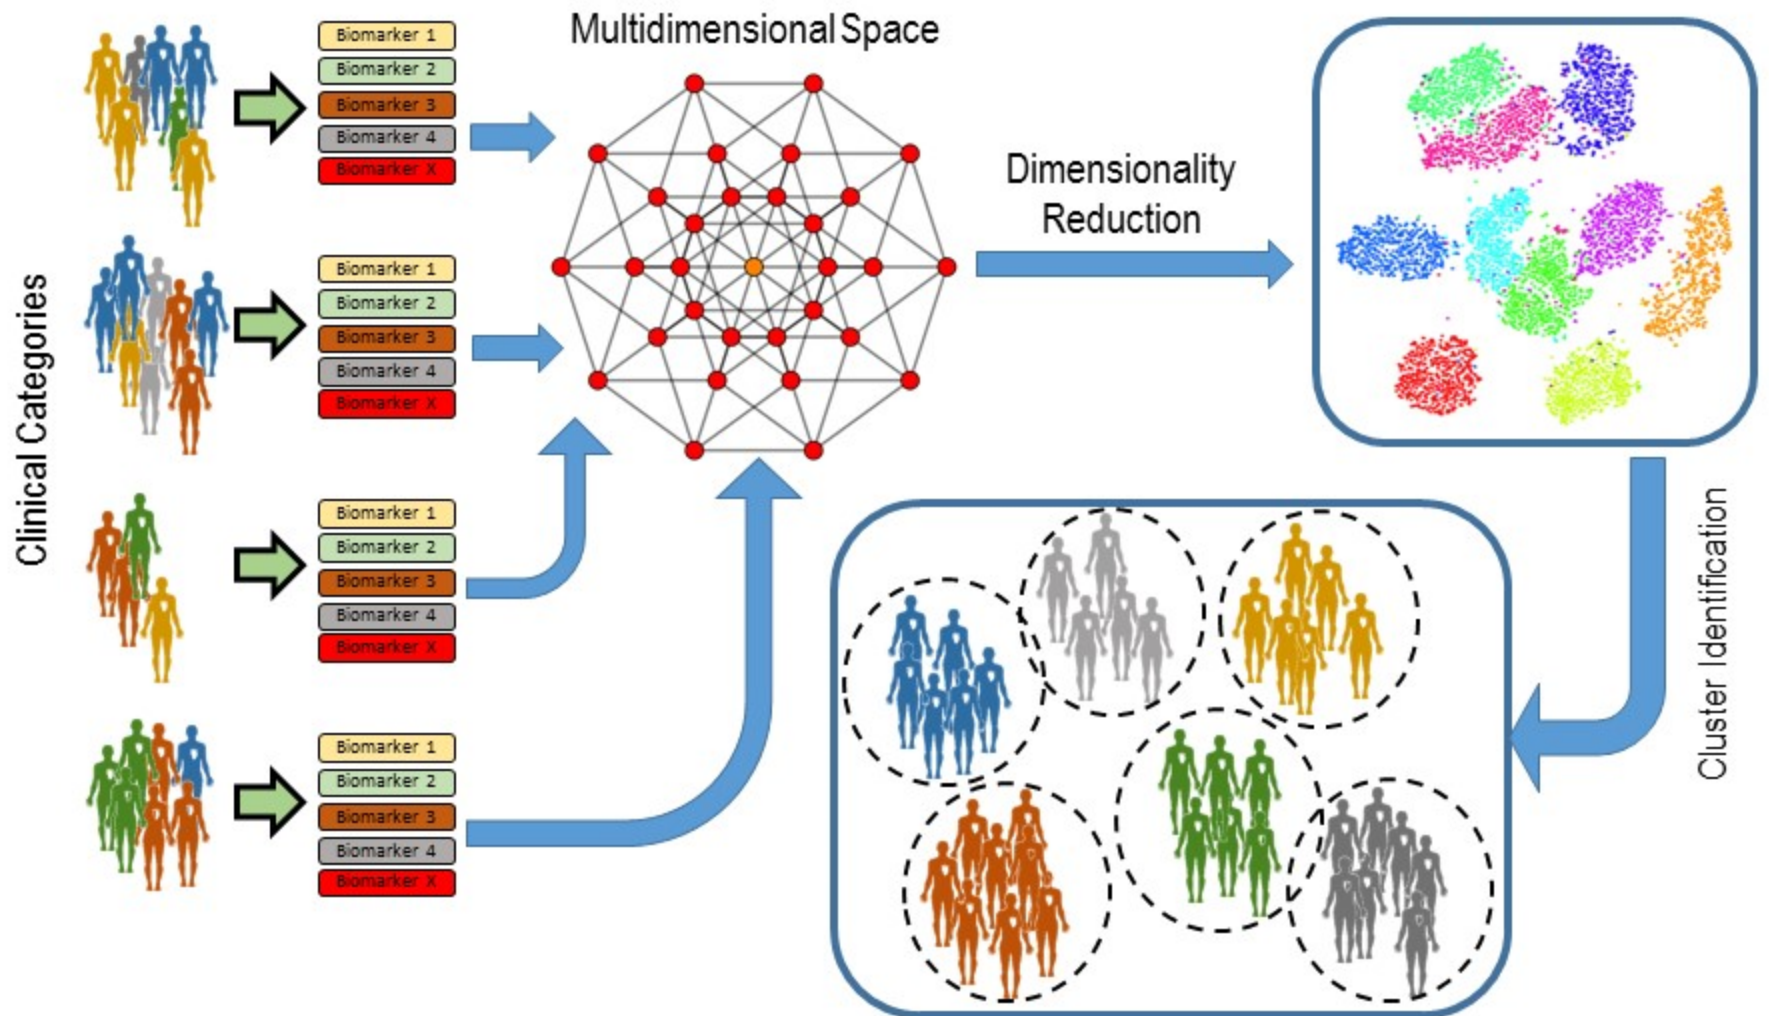 Clinical Categories
Biomarker 1
Biomarker 2
Biomarker 3
Biomarker 4
Biomarker X
Biomarker 1
Biomarker 2
Biomarker 3
Biomarker 4
Biomarker X
Biomarker 1
Biomarker 2
Biomarker 3
Biomarker 4
Biomarker X
Biomarker 1
Biomarker 2
Biomarker 3
Biomarker 4
Biomarker X
Multidimensional Space
Dimensionality
Reduction
Cluster Identification